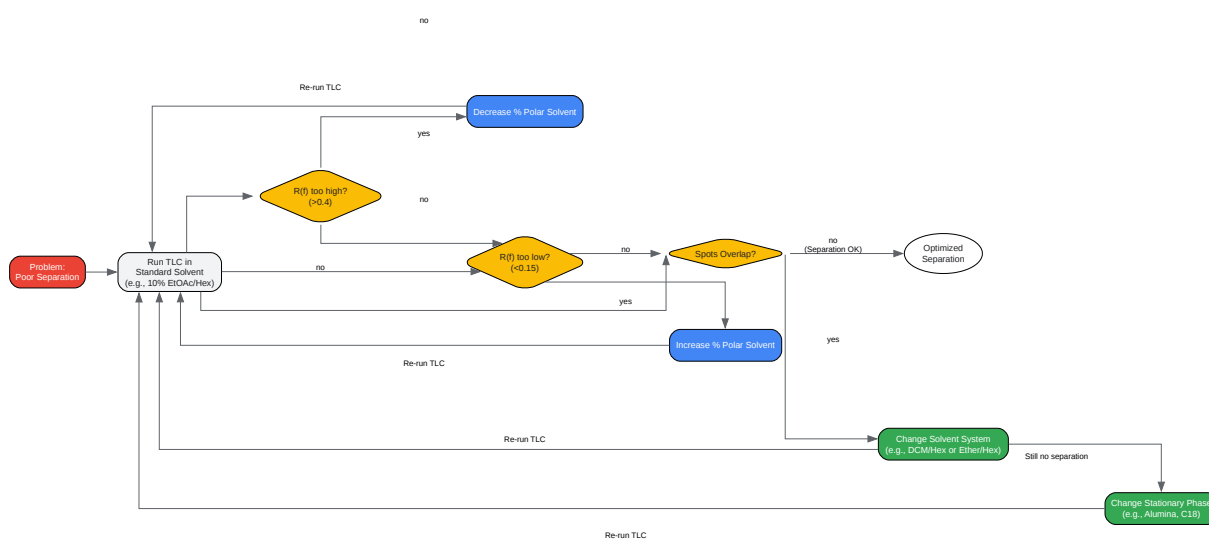 no
Re-run TLC
Decrease % Polar Solvent
yes
R(f) too high?
(>0.4)
no
Problem:
Poor Separation
Run TLC in
Standard Solvent
(e.g., 10% EtOAc/Hex)
no
R(f) too low?
(<0.15)
no
Spots Overlap?
no
(Separation OK)
Optimized
Separation
yes
Increase % Polar Solvent
yes
Re-run TLC
Re-run TLC
Change Solvent System
(e.g., DCM/Hex or Ether/Hex)
Still no separation
Change Stationary Phase
(e.g., Alumina, C18)
Re-run TLC